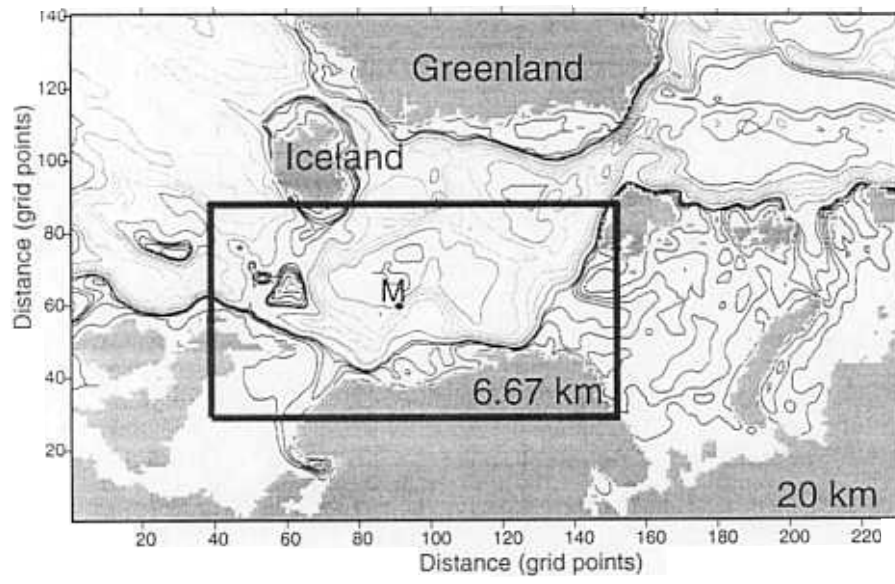 140
120
100
80
60
40
20
Distance (grid points)
Greenland
Iceland
M
6.67 km
20 km
20 40 60 80 100 120 140 160 180 200 220
Distance (grid points)